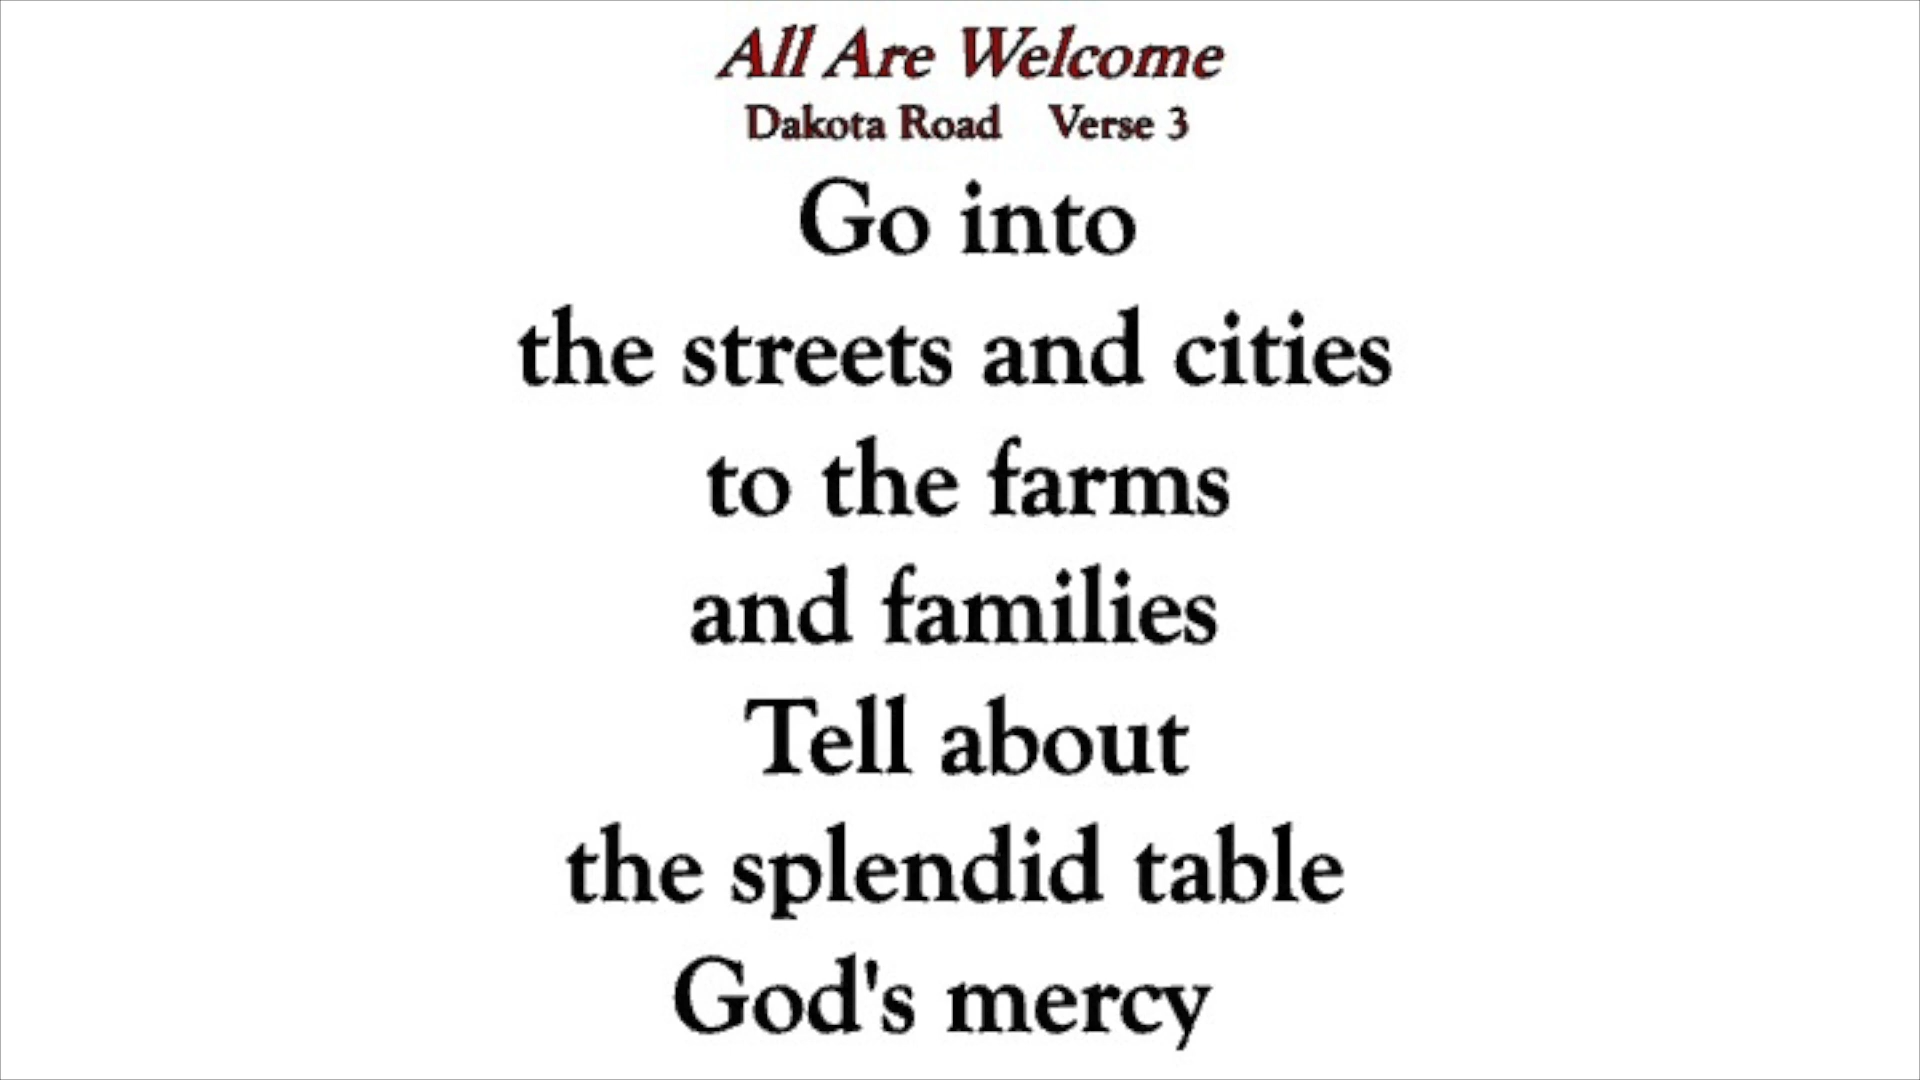 All Are Welcome
Dakota Road Verse 3
Go into
the streets and cities
to the farms
and families
Tell about
the splendid table
God's mercy